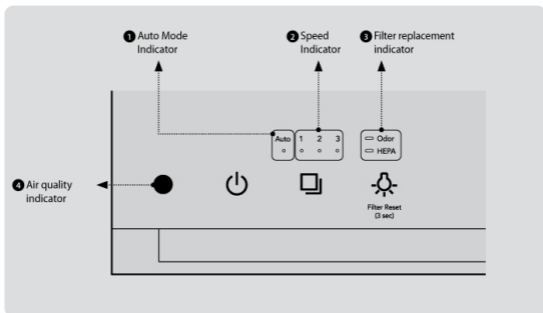 ❶ Auto Mode
Indicator
❷ Speed
Indicator
❸ Filter replacement
indicator
Auto 1 2 3
Odor
HEPA
❹ Air quality
indicator
Filter Reset
(3 sec)